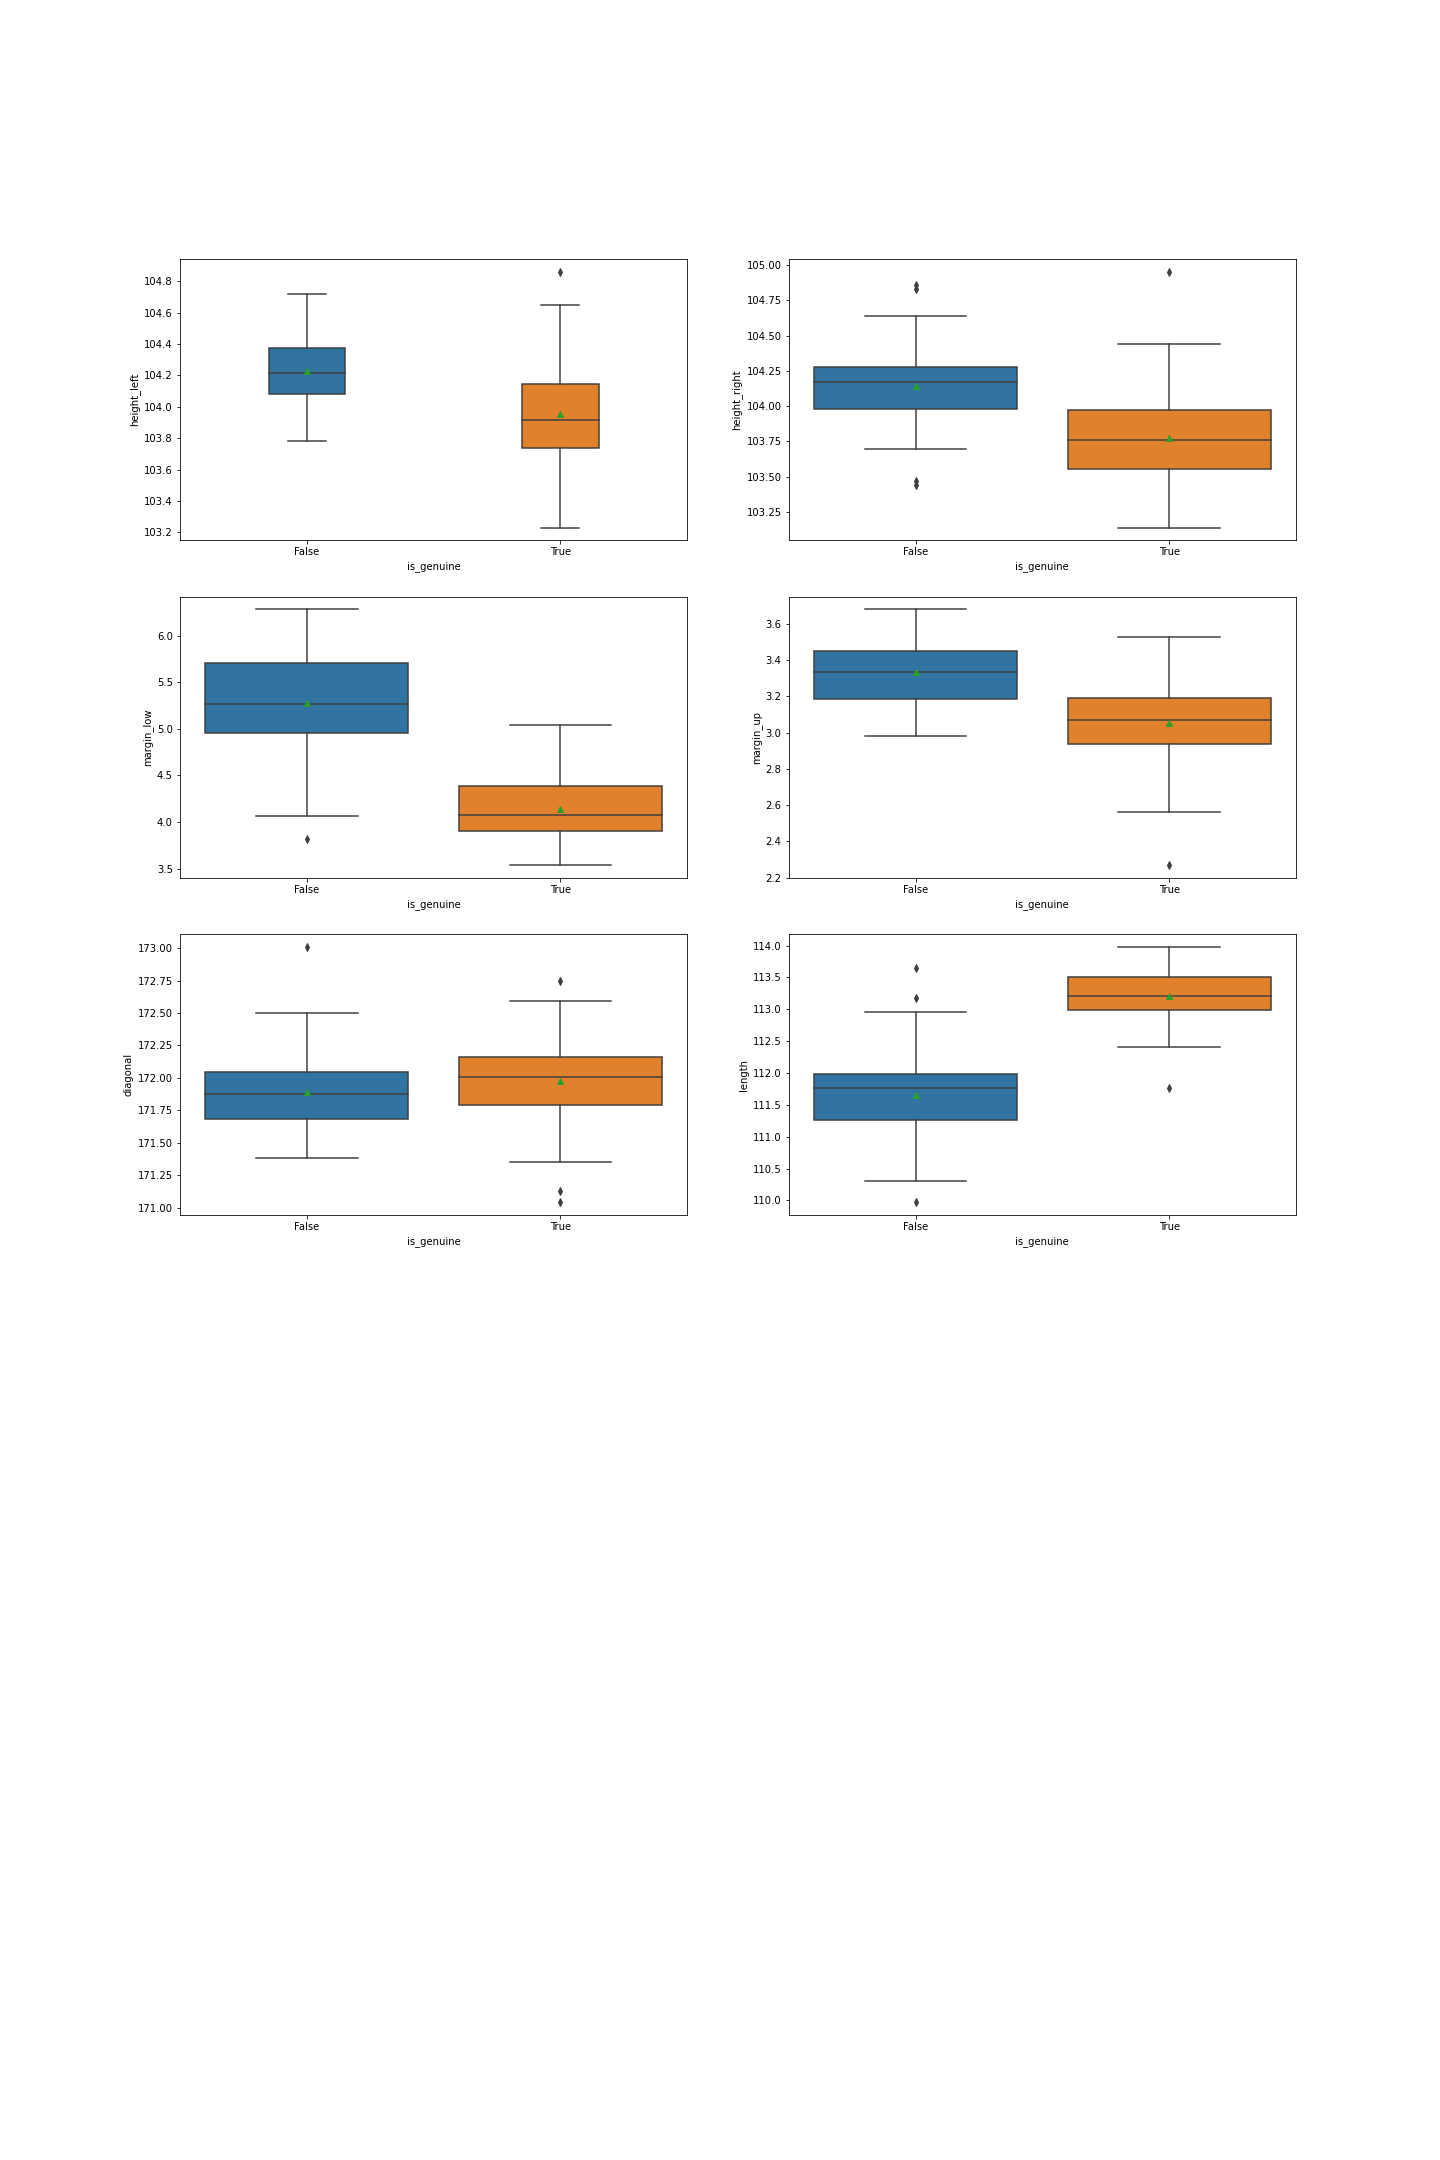 104.8
104.6
104.4
104.2
104.0
103.8
103.6
103.4
103.2
height_left
False True
is_genuine
105.00
104.75
104.50
104.25
104.00
103.75
103.50
103.25
height_right
False True
is_genuine
6.0
5.5
5.0
4.5
4.0
3.5
margin_low
False True
is_genuine
3.6
3.4
3.2
3.0
2.8
2.6
2.4
2.2
margin_up
False True
is_genuine
173.00
172.75
172.50
172.25
172.00
171.75
171.50
171.25
171.00
diagonal
False True
is_genuine
114.0
113.5
113.0
112.5
112.0
111.5
111.0
110.5
110.0
length
False True
is_genuine